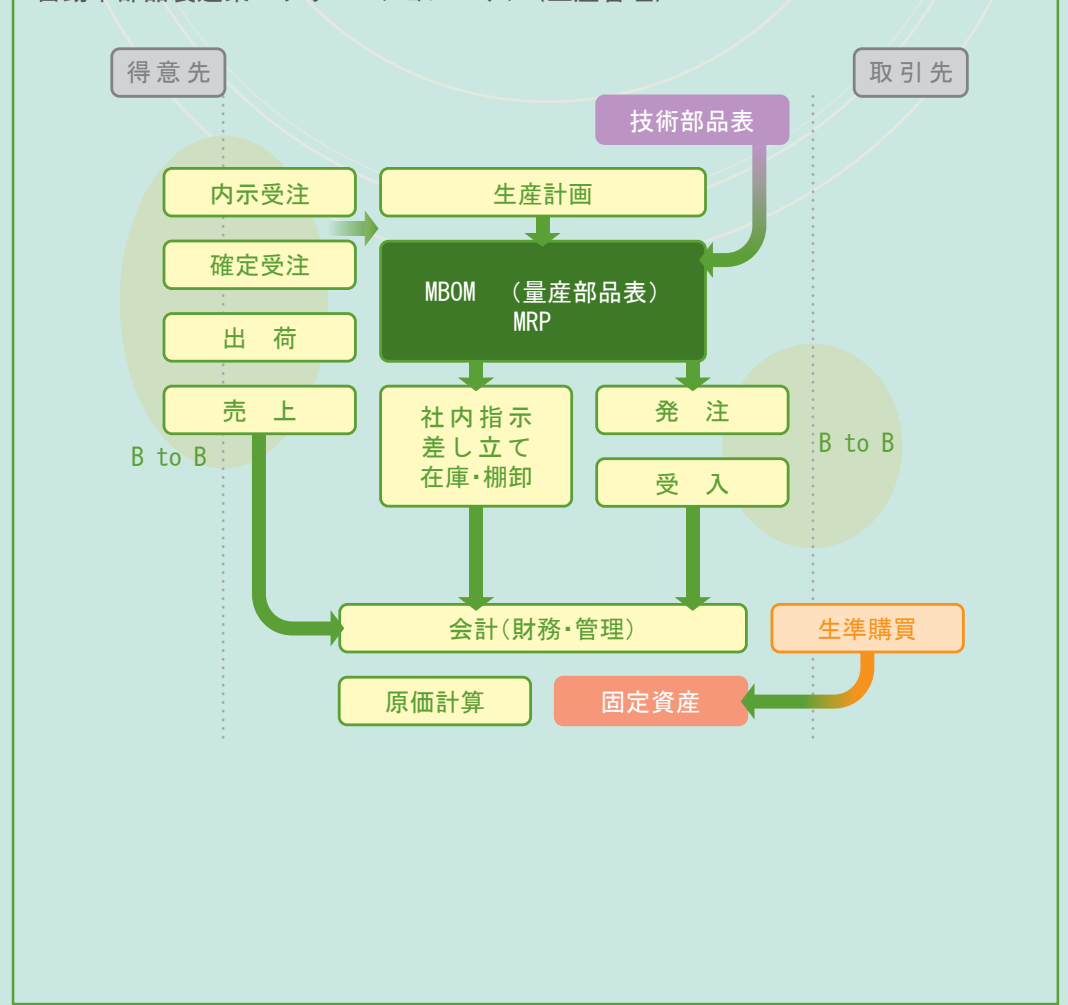 得意先
取引先
技術部品表
内示受注
生産計画
確定受注
MBOM （量産部品表）
MRP
出　荷
売　上
社内指示
差し立て
在庫・棚卸
発　注
B to B
B to B
受　入
会計(財務・管理)
生準購買
原価計算
固定資産